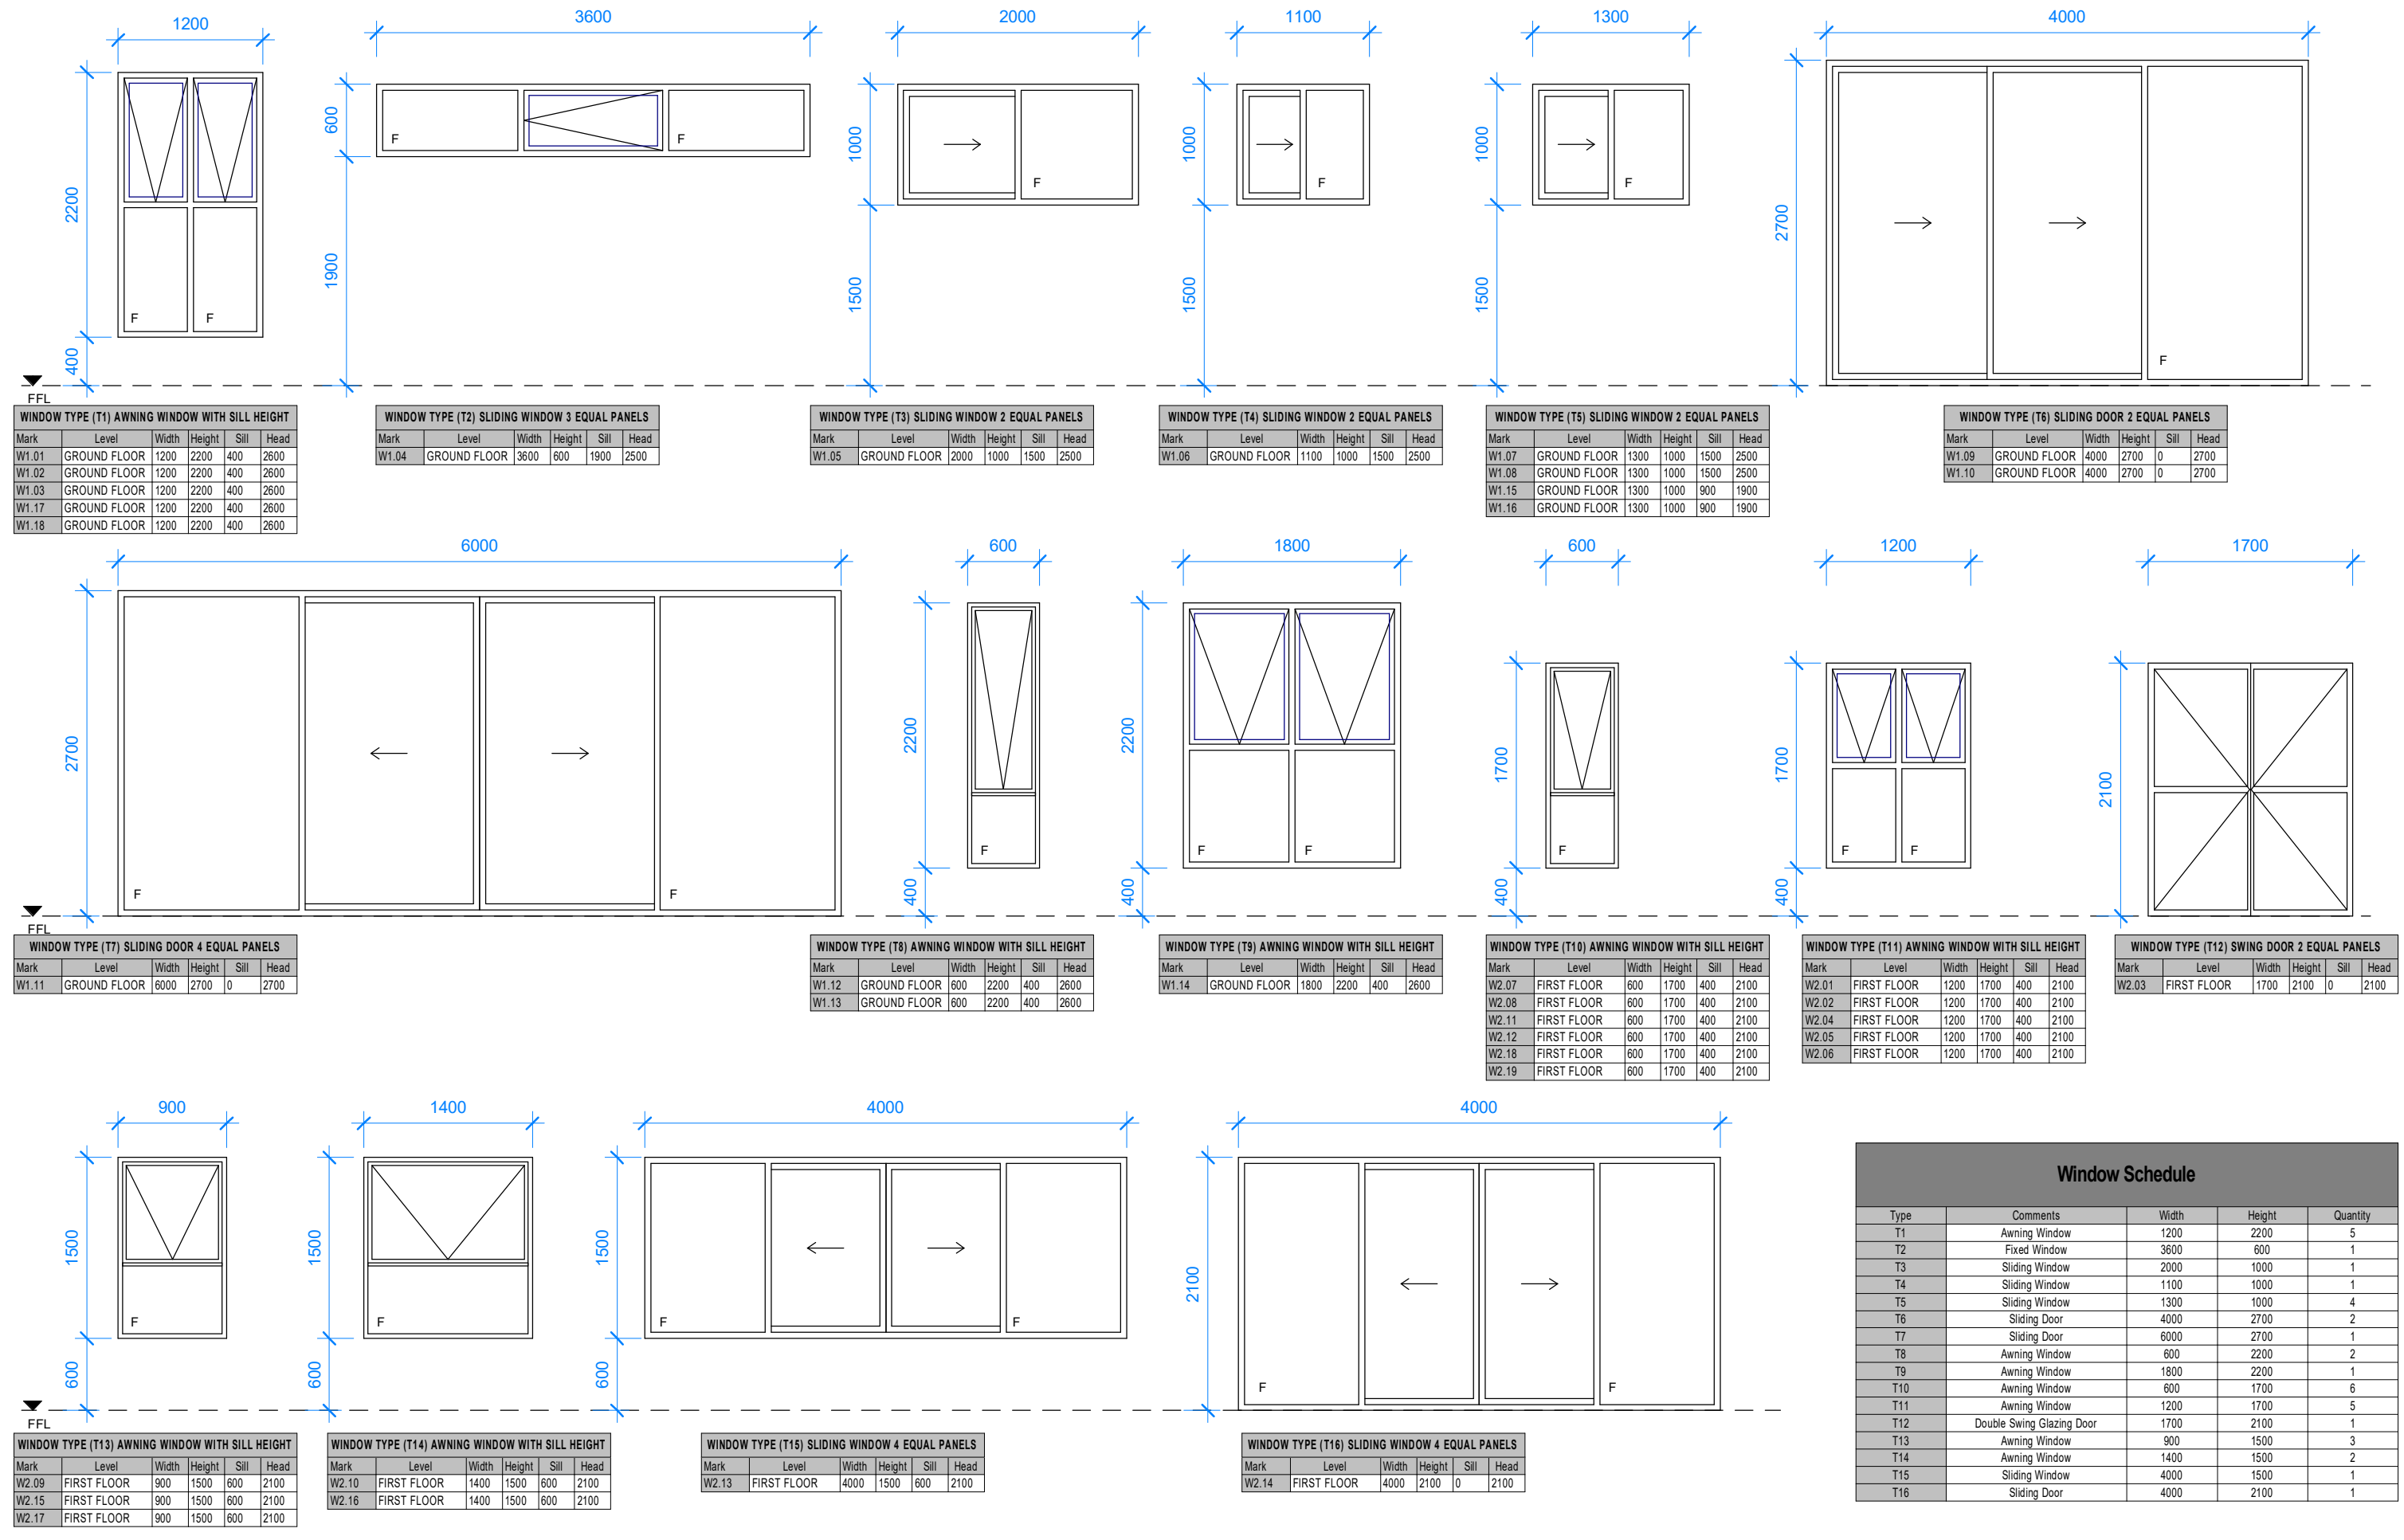 1200
3600
2000
1100
1300
4000
2200
400
600
1900
1000
1500
1000
1500
1000
1500
2700
F F
F F
F
F
F
F
FFL
WINDOW TYPE (T1) AWNING WINDOW WITH SILL HEIGHT
Mark Level Width Height Sill Head
W1.01 GROUND FLOOR 1200 2200 400 2600
W1.02 GROUND FLOOR 1200 2200 400 2600
W1.03 GROUND FLOOR 1200 2200 400 2600
W1.17 GROUND FLOOR 1200 2200 400 2600
W1.18 GROUND FLOOR 1200 2200 400 2600
WINDOW TYPE (T2) SLIDING WINDOW 3 EQUAL PANELS
Mark Level Width Height Sill Head
W1.04 GROUND FLOOR 3600 600 1900 2500
WINDOW TYPE (T3) SLIDING WINDOW 2 EQUAL PANELS
Mark Level Width Height Sill Head
W1.05 GROUND FLOOR 2000 1000 1500 2500
WINDOW TYPE (T4) SLIDING WINDOW 2 EQUAL PANELS
Mark Level Width Height Sill Head
W1.06 GROUND FLOOR 1100 1000 1500 2500
WINDOW TYPE (T5) SLIDING WINDOW 2 EQUAL PANELS
Mark Level Width Height Sill Head
W1.07 GROUND FLOOR 1300 1000 1500 2500
W1.08 GROUND FLOOR 1300 1000 1500 2500
W1.15 GROUND FLOOR 1300 1000 900 1900
W1.16 GROUND FLOOR 1300 1000 900 1900
WINDOW TYPE (T6) SLIDING DOOR 2 EQUAL PANELS
Mark Level Width Height Sill Head
W1.09 GROUND FLOOR 4000 2700 0 2700
W1.10 GROUND FLOOR 4000 2700 0 2700
6000
600
1800
600
1200
1700
2700
2200
400
2200
400
1700
400
1700
400
2100
F F
F
F F
F
F F
FFL
WINDOW TYPE (T7) SLIDING DOOR 4 EQUAL PANELS
Mark Level Width Height Sill Head
W1.11 GROUND FLOOR 6000 2700 0 2700
WINDOW TYPE (T8) AWNING WINDOW WITH SILL HEIGHT
Mark Level Width Height Sill Head
W1.12 GROUND FLOOR 600 2200 400 2600
W1.13 GROUND FLOOR 600 2200 400 2600
WINDOW TYPE (T9) AWNING WINDOW WITH SILL HEIGHT
Mark Level Width Height Sill Head
W1.14 GROUND FLOOR 1800 2200 400 2600
WINDOW TYPE (T10) AWNING WINDOW WITH SILL HEIGHT
Mark Level Width Height Sill Head
W2.07 FIRST FLOOR 600 1700 400 2100
W2.08 FIRST FLOOR 600 1700 400 2100
W2.11 FIRST FLOOR 600 1700 400 2100
W2.12 FIRST FLOOR 600 1700 400 2100
W2.18 FIRST FLOOR 600 1700 400 2100
W2.19 FIRST FLOOR 600 1700 400 2100
WINDOW TYPE (T11) AWNING WINDOW WITH SILL HEIGHT
Mark Level Width Height Sill Head
W2.01 FIRST FLOOR 1200 1700 400 2100
W2.02 FIRST FLOOR 1200 1700 400 2100
W2.04 FIRST FLOOR 1200 1700 400 2100
W2.05 FIRST FLOOR 1200 1700 400 2100
W2.06 FIRST FLOOR 1200 1700 400 2100
WINDOW TYPE (T12) SWING DOOR 2 EQUAL PANELS
Mark Level Width Height Sill Head
W2.03 FIRST FLOOR 1700 2100 0 2100
900
1400
4000
4000
1500
600
1500
600
1500
600
2100
F
F
F F
F F
FFL
WINDOW TYPE (T13) AWNING WINDOW WITH SILL HEIGHT
Mark Level Width Height Sill Head
W2.09 FIRST FLOOR 900 1500 600 2100
W2.15 FIRST FLOOR 900 1500 600 2100
W2.17 FIRST FLOOR 900 1500 600 2100
WINDOW TYPE (T14) AWNING WINDOW WITH SILL HEIGHT
Mark Level Width Height Sill Head
W2.10 FIRST FLOOR 1400 1500 600 2100
W2.16 FIRST FLOOR 1400 1500 600 2100
WINDOW TYPE (T15) SLIDING WINDOW 4 EQUAL PANELS
Mark Level Width Height Sill Head
W2.13 FIRST FLOOR 4000 1500 600 2100
WINDOW TYPE (T16) SLIDING WINDOW 4 EQUAL PANELS
Mark Level Width Height Sill Head
W2.14 FIRST FLOOR 4000 2100 0 2100
Window Schedule
Type Comments Width Height Quantity
T1 Awning Window 1200 2200 5
T2 Fixed Window 3600 600 1
T3 Sliding Window 2000 1000 1
T4 Sliding Window 1100 1000 1
T5 Sliding Window 1300 1000 4
T6 Sliding Door 4000 2700 2
T7 Sliding Door 6000 2700 1
T8 Awning Window 600 2200 2
T9 Awning Window 1800 2200 1
T10 Awning Window 600 1700 6
T11 Awning Window 1200 1700 5
T12 Double Swing Glazing Door 1700 2100 1
T13 Awning Window 900 1500 3
T14 Awning Window 1400 1500 2
T15 Sliding Window 4000 1500 1
T16 Sliding Door 4000 2100 1